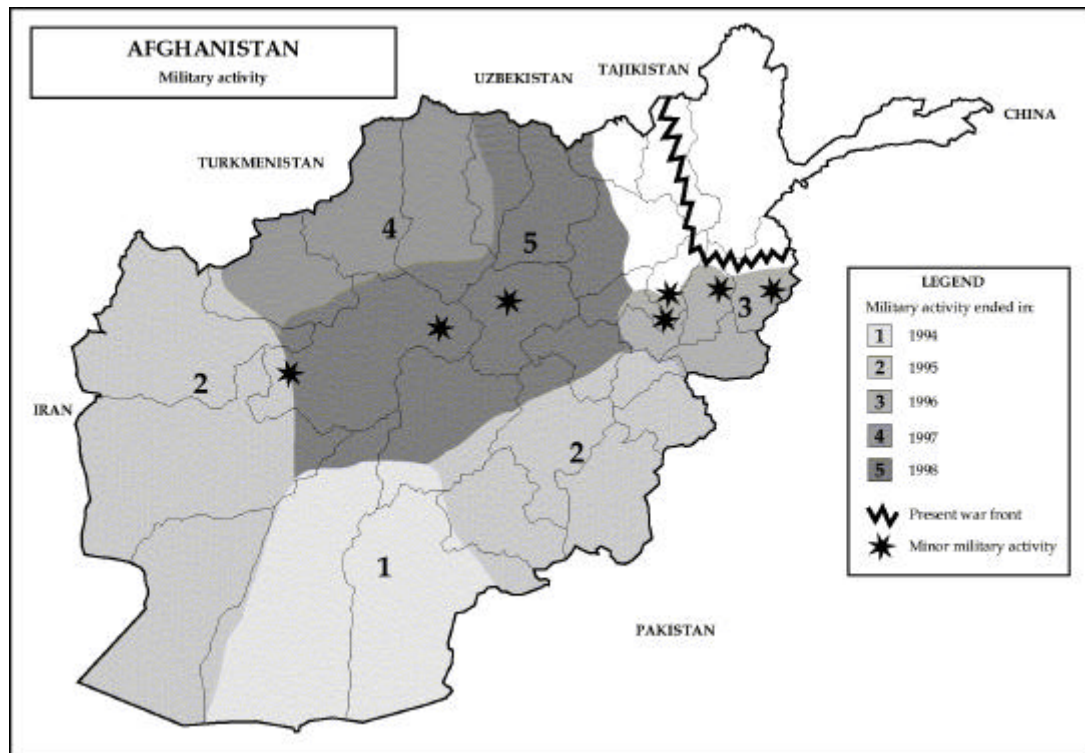 AFGHANISTAN
Military activity
UZBEKISTAN
TAJIKISTAN
CHINA
TURKMENISTAN
4
5
LEGEND
Military activity ended in:
1 1994
2 1995
3 1996
4 1997
5 1998
Present war front
Minor military activity
3
2
IRAN
2
1
PAKISTAN